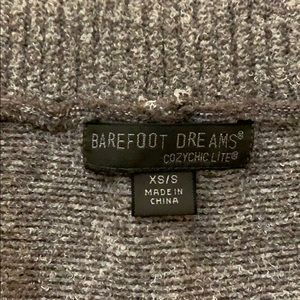 BAREFOOT DREAMS®
COZYCHIC LITE®
XS/S
MADE IN
CHINA